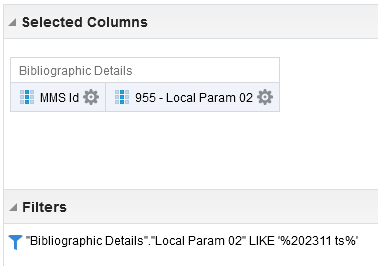 Selected Columns
Bibliographic Details
MMS Id 955 - Local Param 02
Filters
"Bibliographic Details"."Local Param 02" LIKE '%202311 ts%'